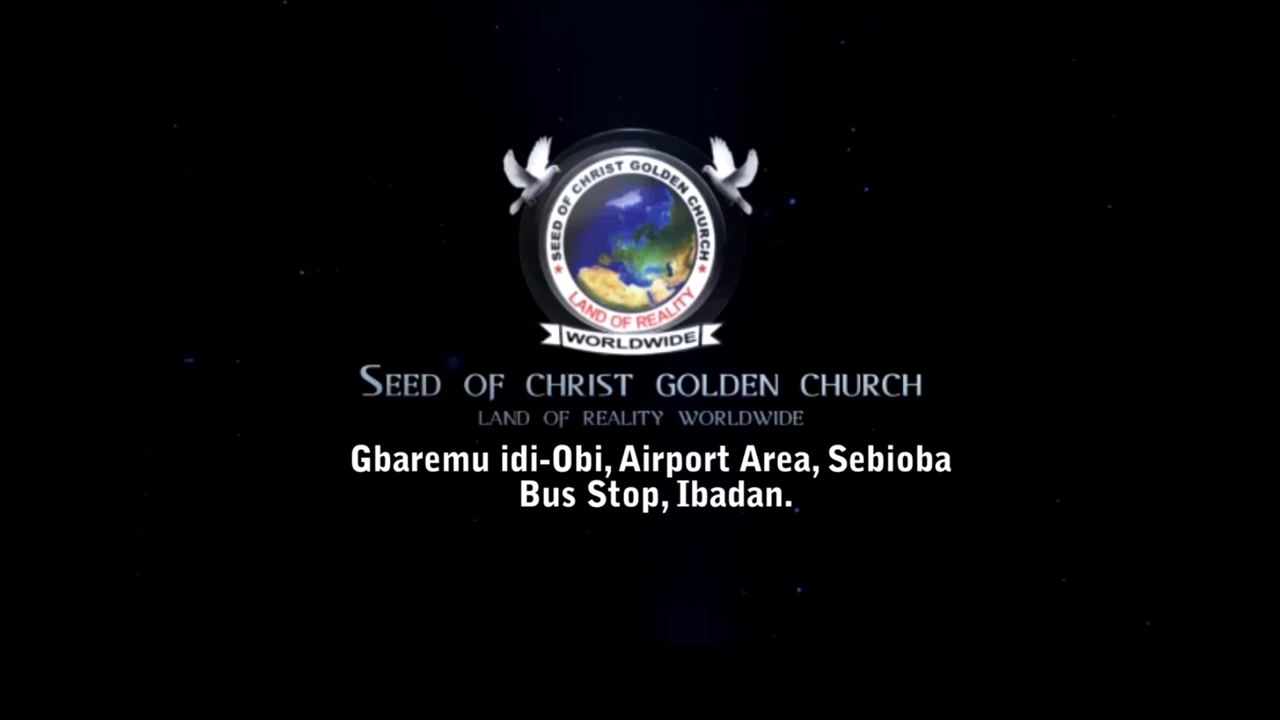 SEED OF CHRIST GOLDEN CHURCH
LAND OF REALITY
WORLDWIDE
SEED OF CHRIST GOLDEN CHURCH
LAND OF REALITY WORLDWIDE
Gbaremu idi-Obi, Airport Area, Sebioba
Bus Stop, Ibadan.